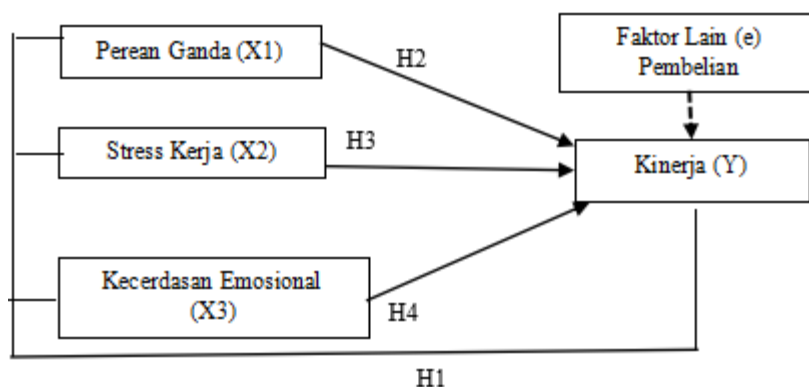 Perean Ganda (X1)
H2
Faktor Lain (e)
Pembelian
Stress Kerja (X2)
H3
Kinerja (Y)
Kecerdasan Emosional
(X3)
H4
H1